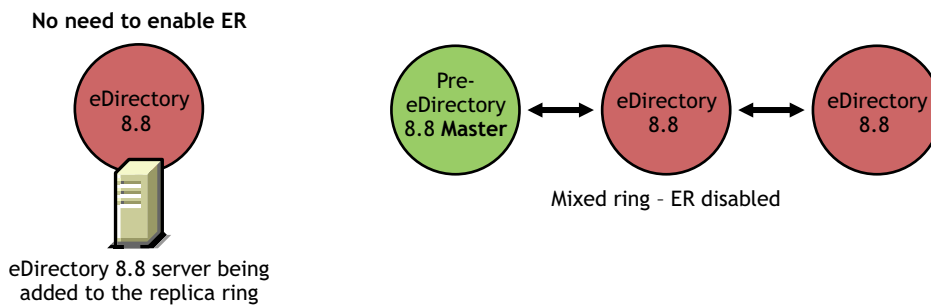 No need to enable ER
eDirectory
8.8
eDirectory 8.8 server being
added to the replica ring
Pre-
eDirectory
8.8 Master
eDirectory
8.8
eDirectory
8.8
Mixed ring - ER disabled